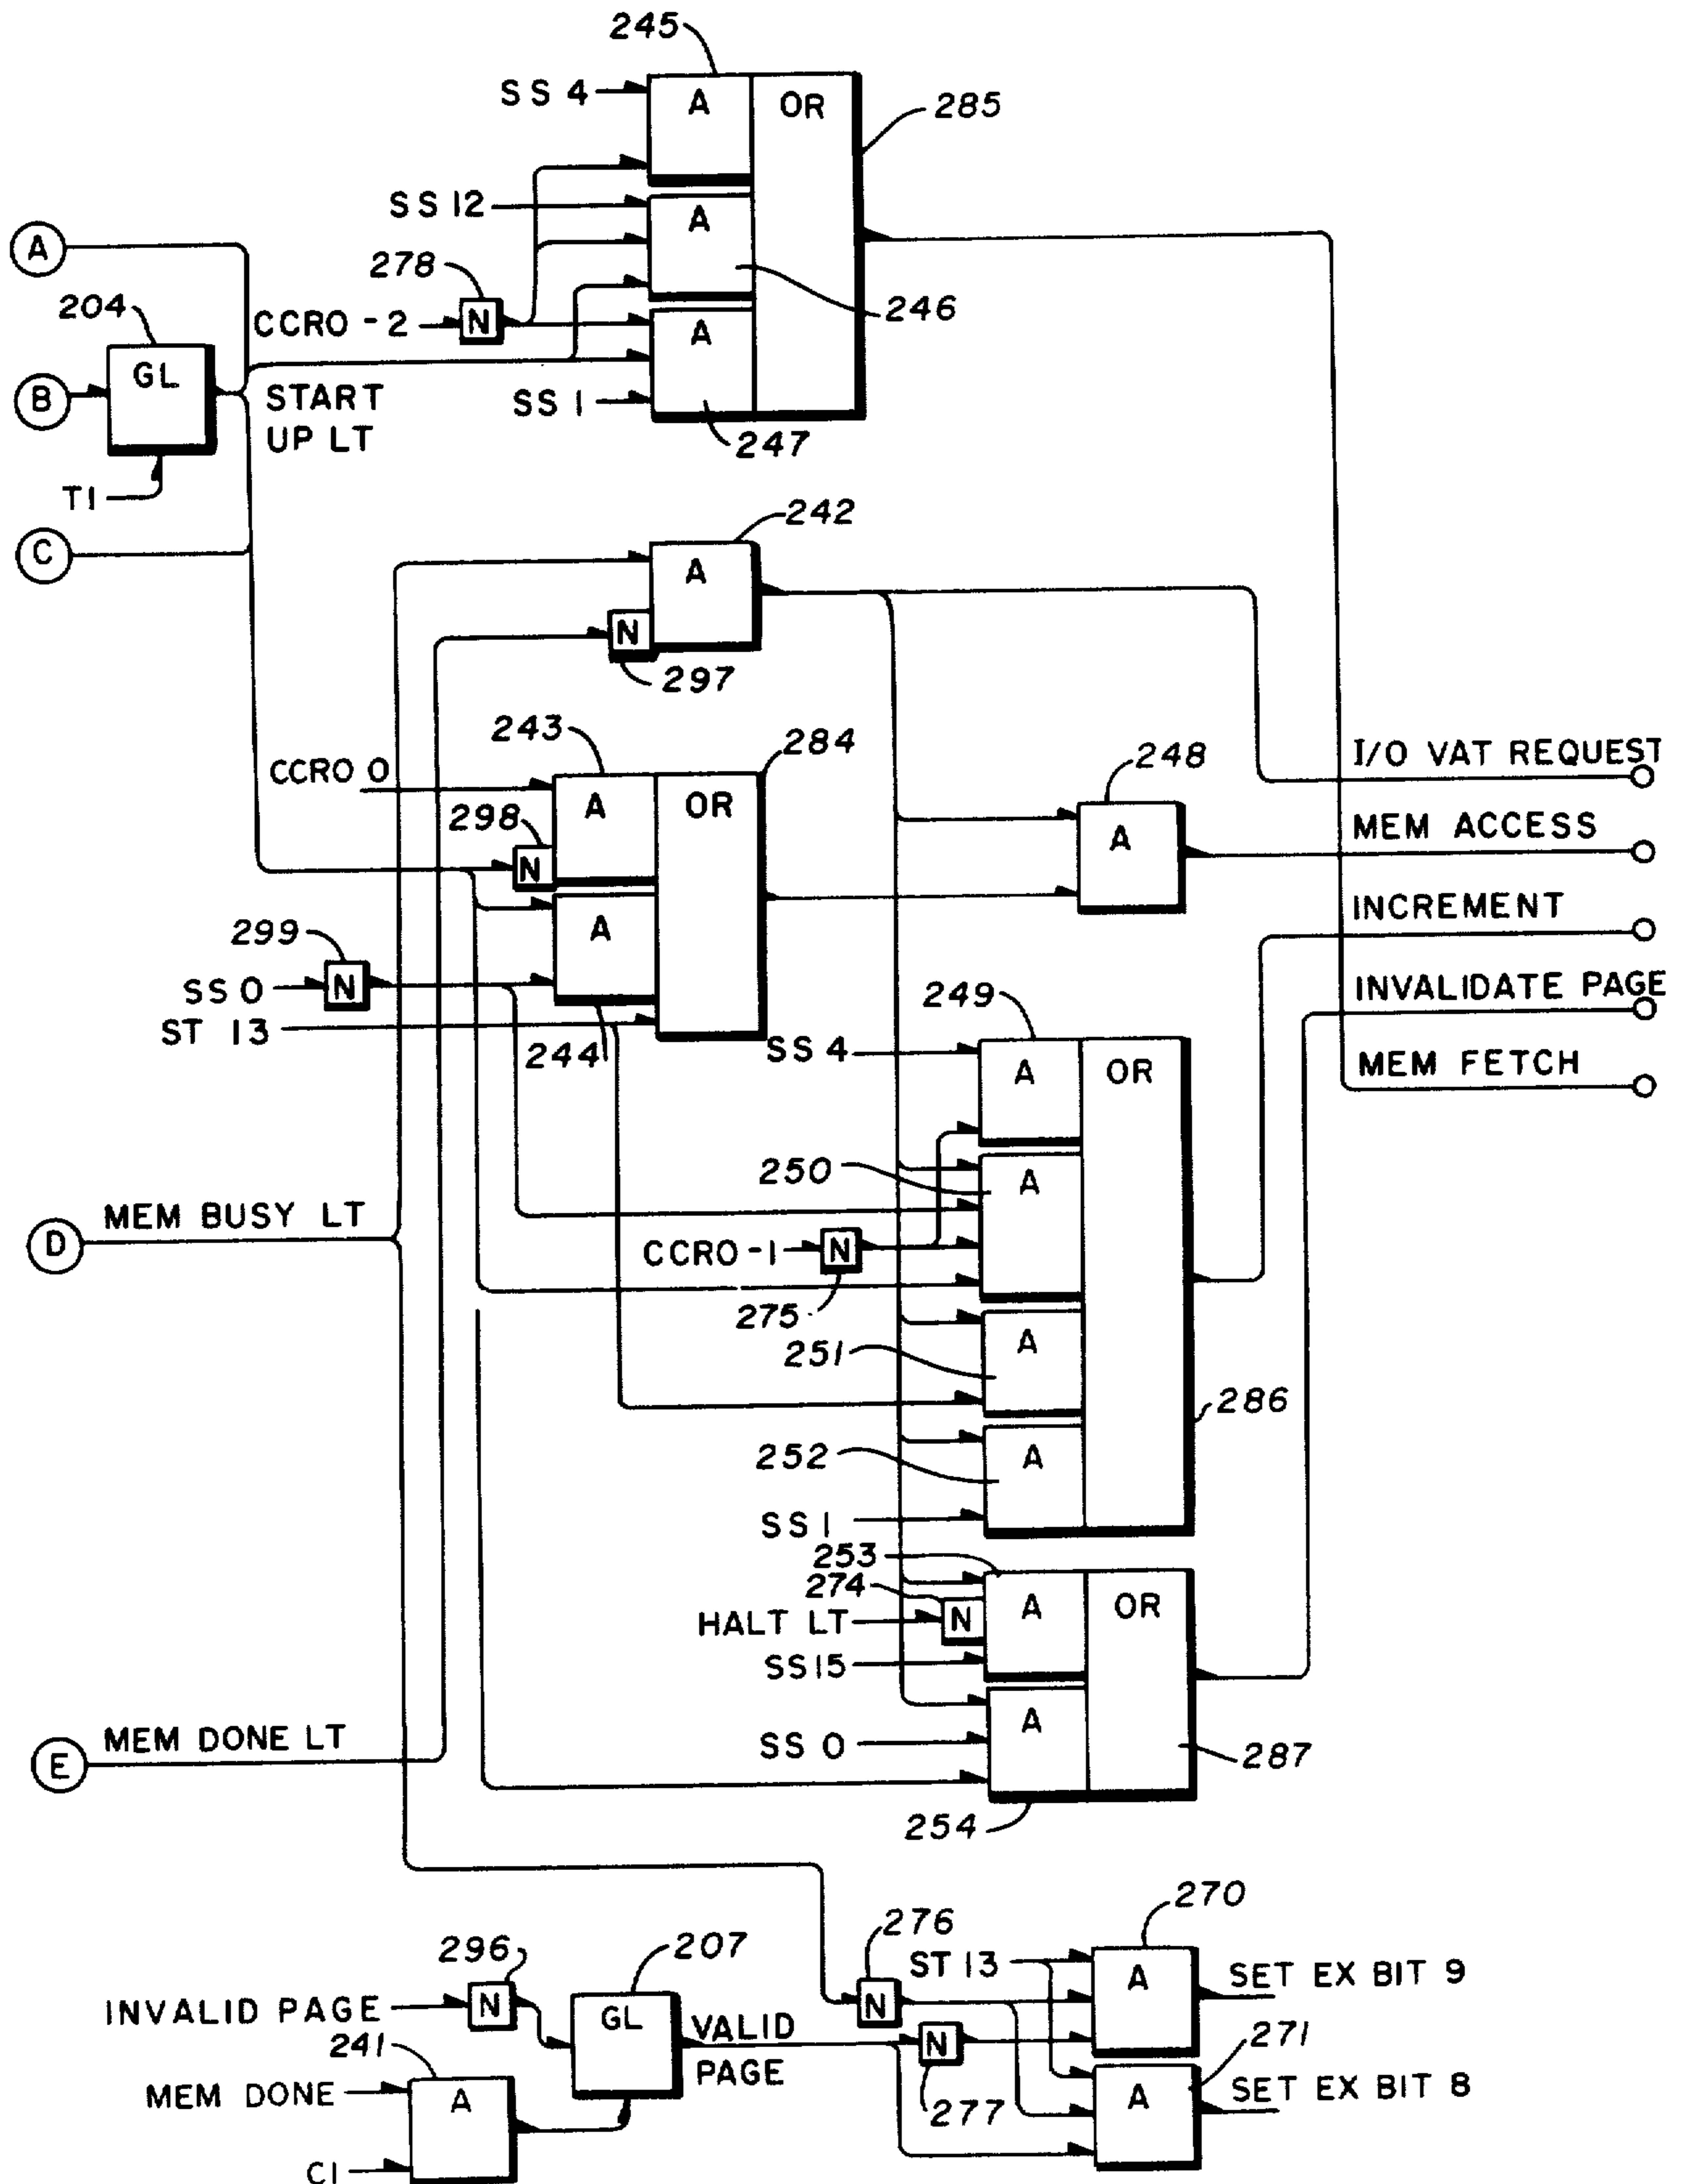 245
SS 4
A
OR
285
SS 12
A
A
278
246
204
CCRO - 2
N
A
GL
B
START
UP LT
SS 1
247
T1
242
C
A
N
297
243
284
I/O VAT REQUEST
CCRO 0
248
A
OR
MEM ACCESS
298
A
N
INCREMENT
299
A
SS 0
N
249
INVALIDATE PAGE
ST 13
244
SS 4
A
OR
MEM FETCH
250
A
MEM BUSY LT
D
CCRO - 1
N
275
A
251
286
252
A
SS 1
253
274
A
OR
HALT LT
N
SS 15
A
MEM DONE LT
SS 0
E
287
254
270
276
296
207
ST 13
A
SET EX BIT 9
INVALID PAGE
N
GL
N
VALID
PAGE
N
271
241
MEM DONE
A
277
A
SET EX BIT 8
C1